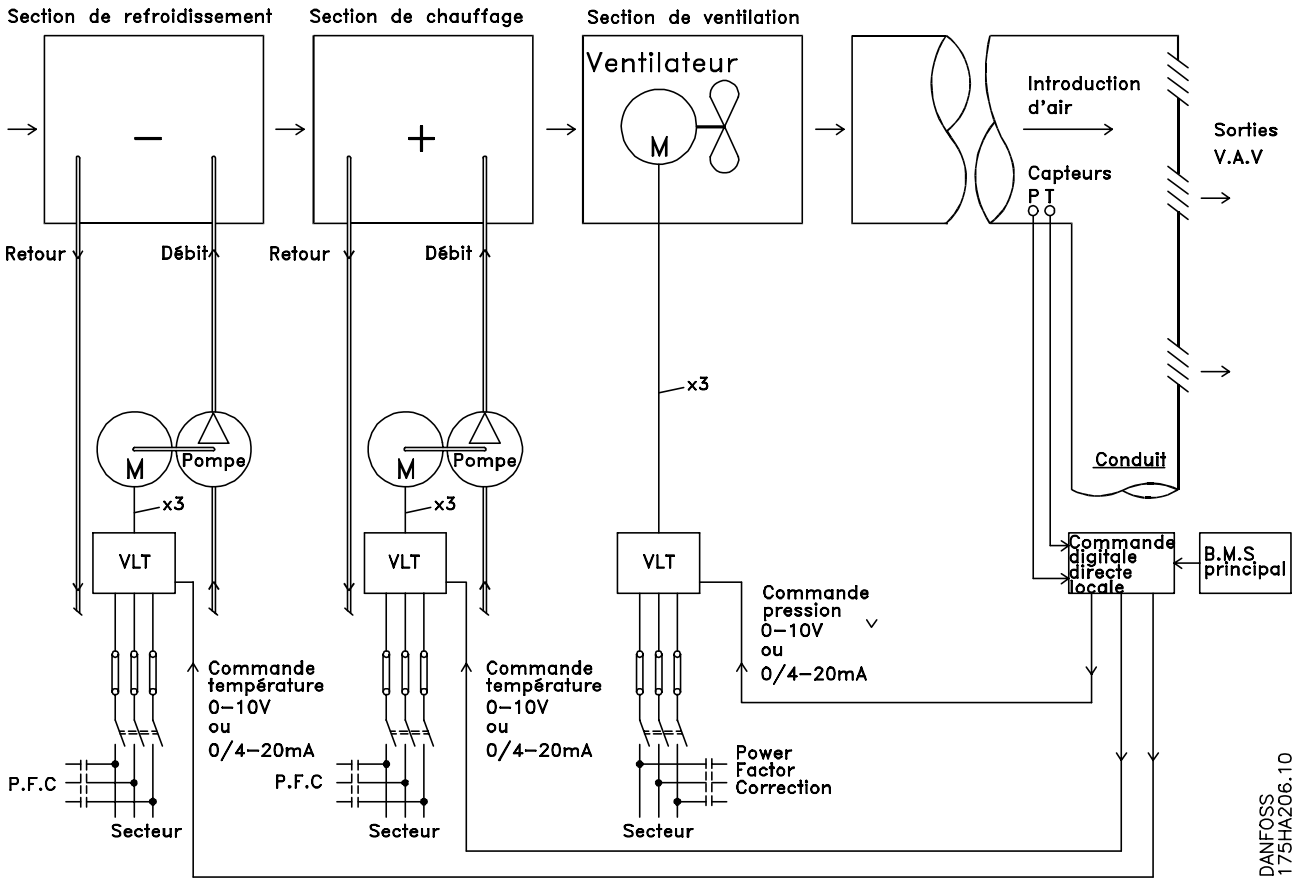 Section de refroidissement
Section de chauffage
Section de ventilation
Ventilateur
M
Introduction
d'air
Capteurs
P T
Sorties
V.A.V
Retour
Débit
Retour
Débit
x3
M
Pompe
x3
VLT
M
Pompe
x3
VLT
VLT
Conduit
Commande
digitale
directe
locale
B.M.S
principal
Commande
pression
0-10V
ou
0/4-20mA
Commande
température
0-10V
ou
0/4-20mA
Commande
température
0-10V
ou
0/4-20mA
P.F.C
Secteur
P.F.C
Secteur
Power
Factor
Correction
Secteur
DANFOSS
175HA206.10